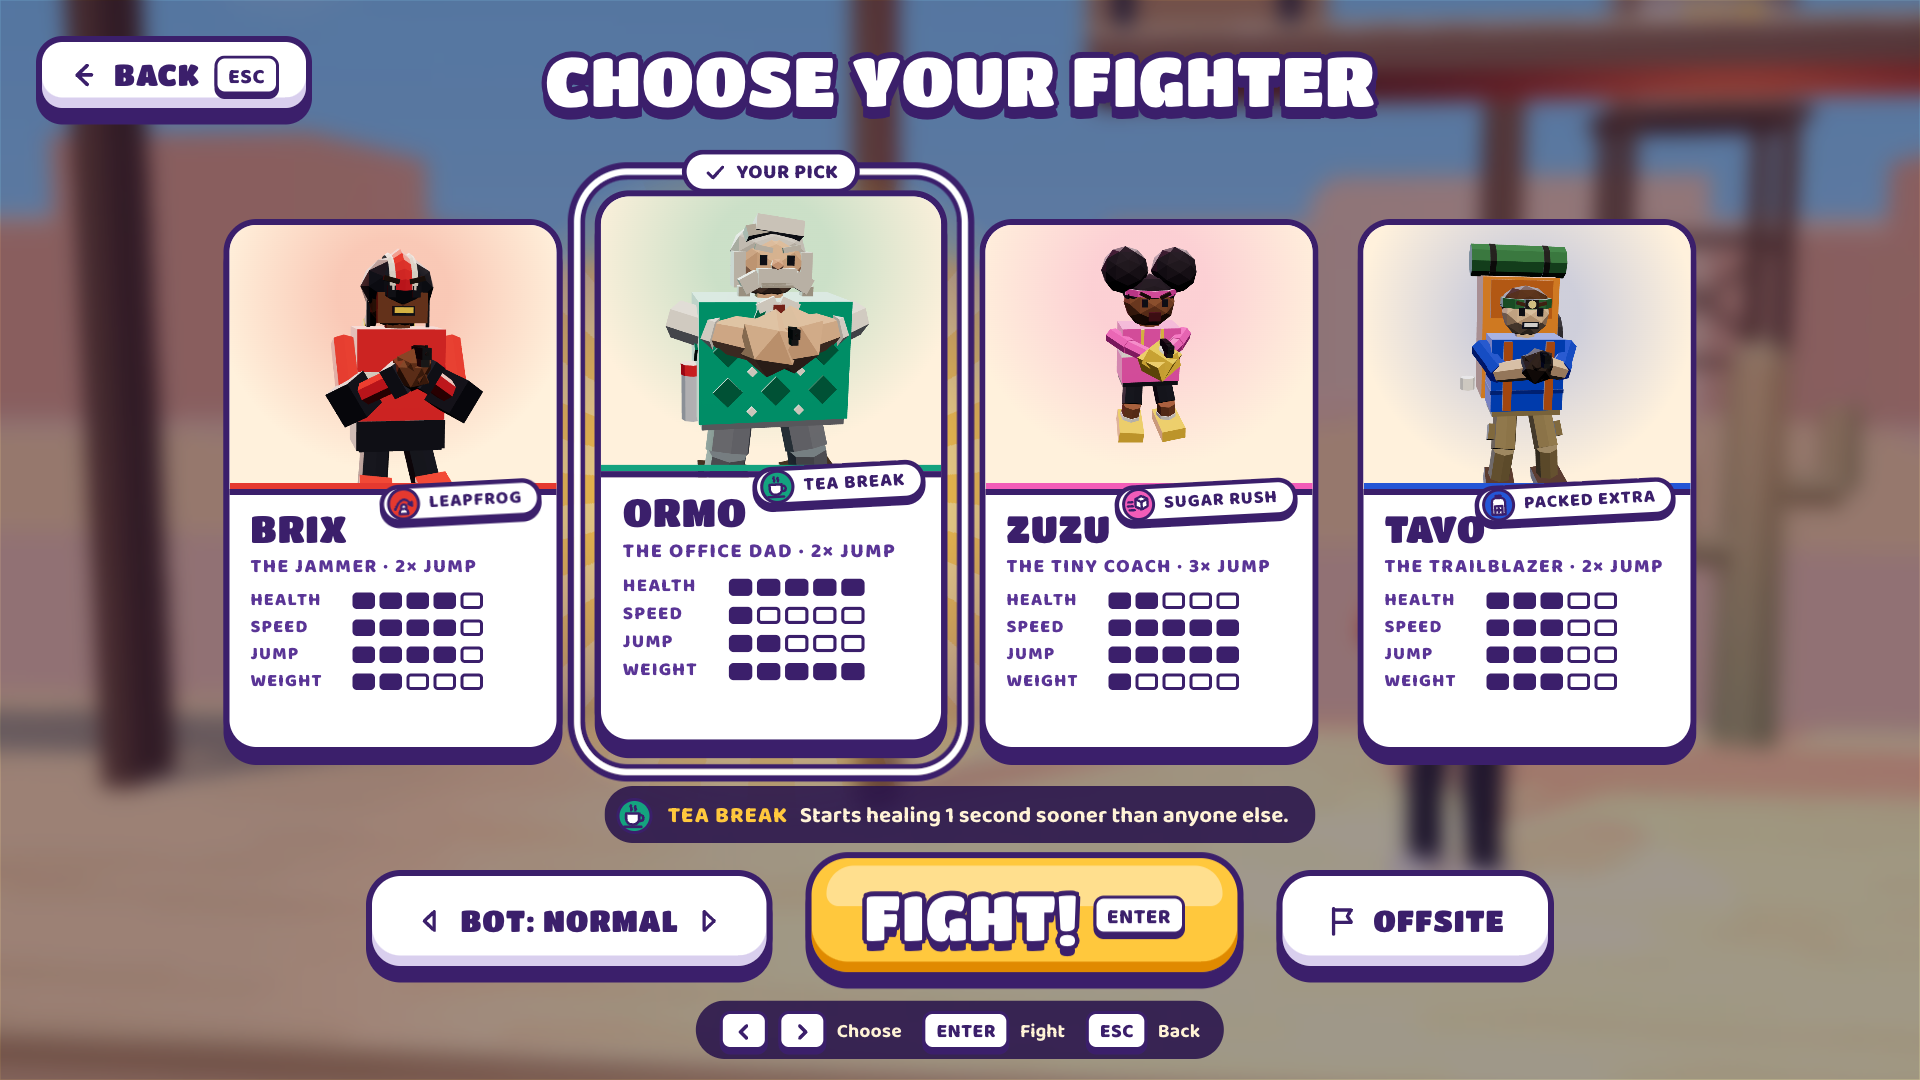 BACK ESC
CHOOSE YOUR FIGHTER
YOUR PICK
LEAPFROG
BRIX
THE JAMMER · 2× JUMP
HEALTH
SPEED
JUMP
WEIGHT
TEA BREAK
ORMO
THE OFFICE DAD · 2× JUMP
HEALTH
SPEED
JUMP
WEIGHT
SUGAR RUSH
ZUZU
THE TINY COACH · 3× JUMP
HEALTH
SPEED
JUMP
WEIGHT
PACKED EXTRA
TAVO
THE TRAILBLAZER · 2× JUMP
HEALTH
SPEED
JUMP
WEIGHT
TEA BREAK Starts healing 1 second sooner than anyone else.
BOT: NORMAL
FIGHT! ENTER
OFFSITE
< > Choose ENTER Fight ESC Back